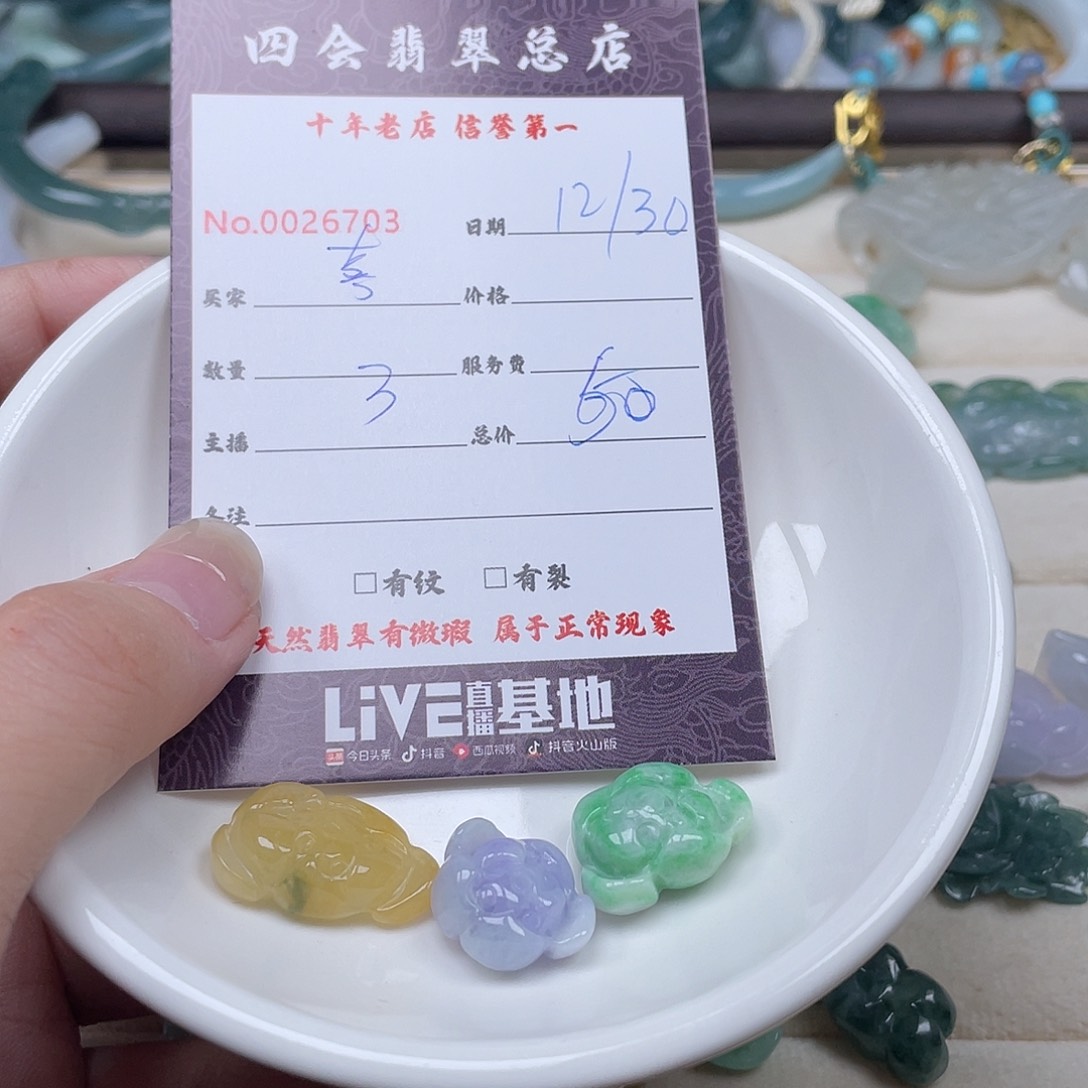 四会翡翠总店
十年老店 信誉第一
No.0026703 日期 12/30
买家 喜 价格
数量 3 服务费 50
主播 总价
备注
□有纹 □有裂
天然翡翠有微瑕 属于正常现象
LiVE直播基地
头条 今日头条 抖音 西瓜视频 抖音火山版